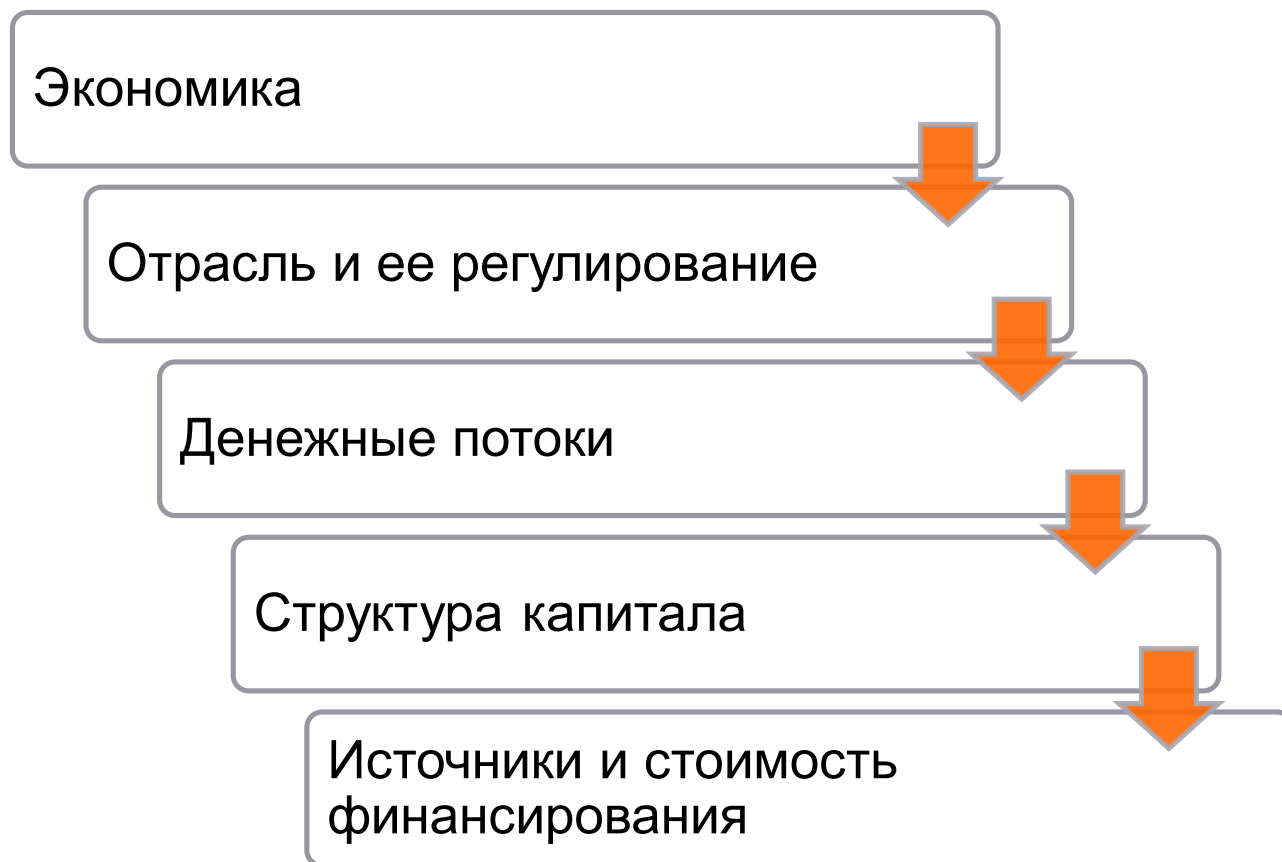 Экономика
Отрасль и ее регулирование
Денежные потоки
Структура капитала
Источники и стоимость
финансирования